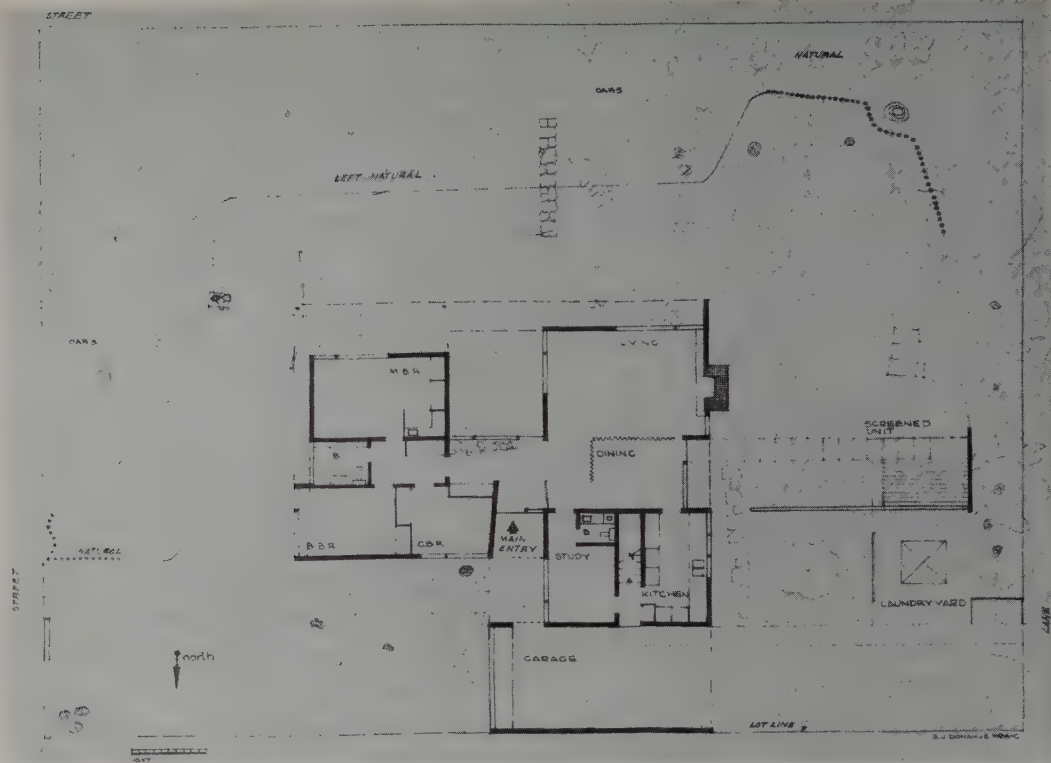 STREET
NATURAL
OAKS
LEFT NATURAL
OAKS
LIVING
M.B.R.
SCREENED
UNIT
DINING
B
MAIN
ENTRY
STUDY
B.B.R.
G.B.R.
NATURAL
KITCHEN
LAUNDRY YARD
STREET
LANE
north
GARAGE
LOT LINE